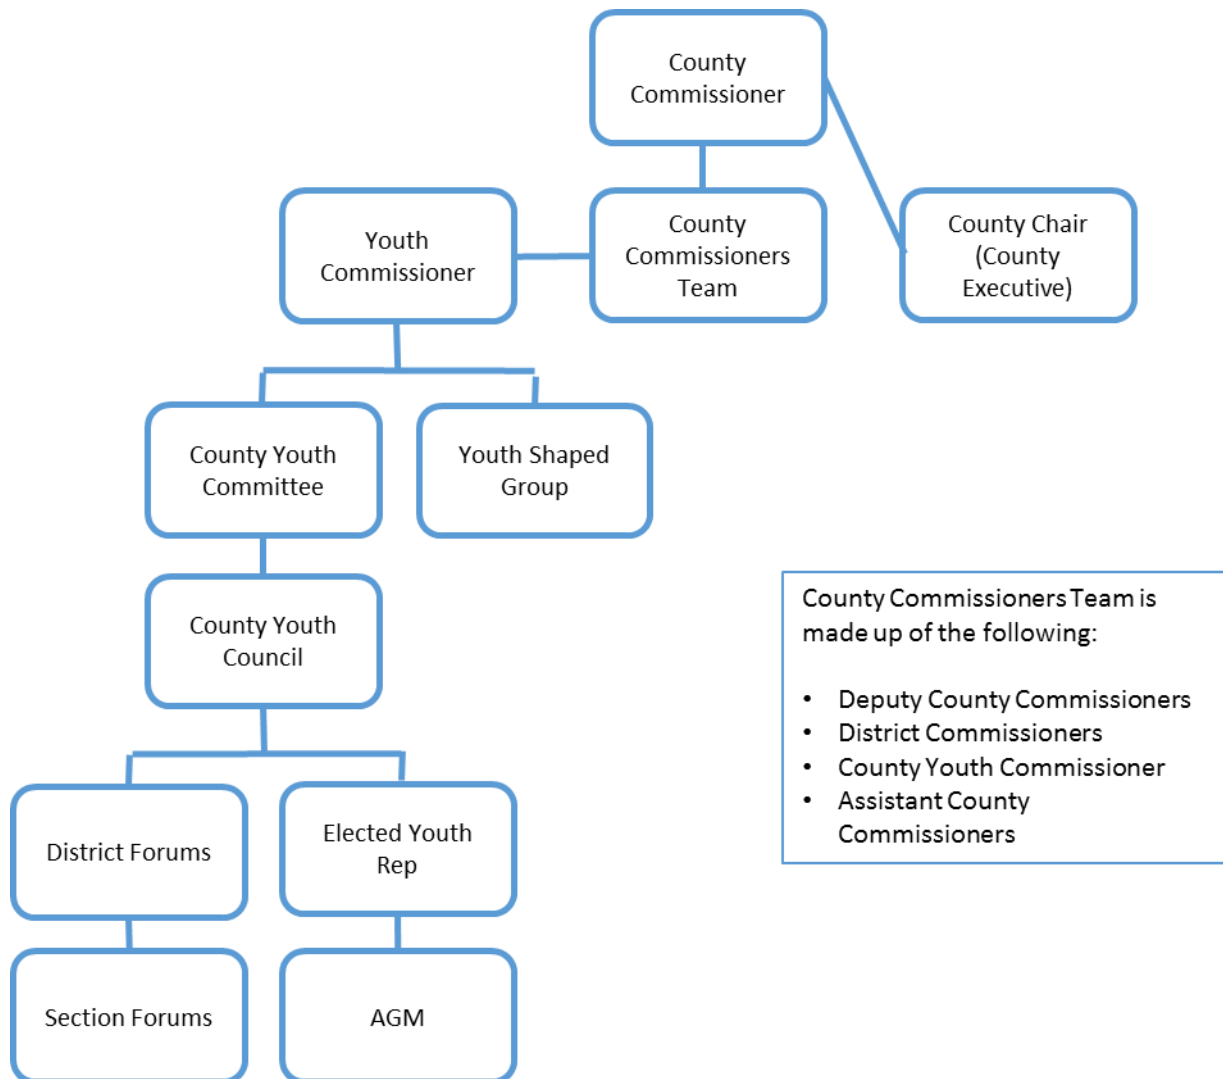 County
Commissioner
Youth
Commissioner
County
Commissioners
Team
County Chair
(County
Executive)
County Youth
Committee
Youth Shaped
Group
County Youth
Council
County Commissioners Team is
made up of the following:
• Deputy County Commissioners
• District Commissioners
• County Youth Commissioner
• Assistant County
Commissioners
District Forums
Elected Youth
Rep
Section Forums
AGM